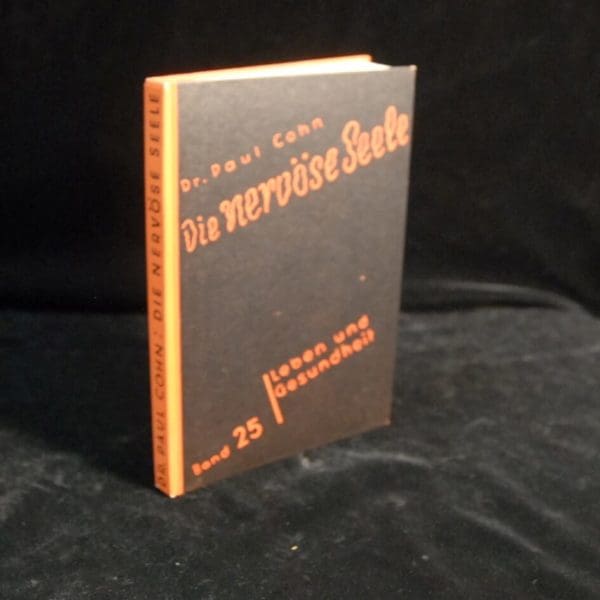 DR. PAUL COHN: DIE NERVÖSE SEELE
Dr. Paul Cohn
Die nervöse Seele
Band 25
Leben und
Gesundheit